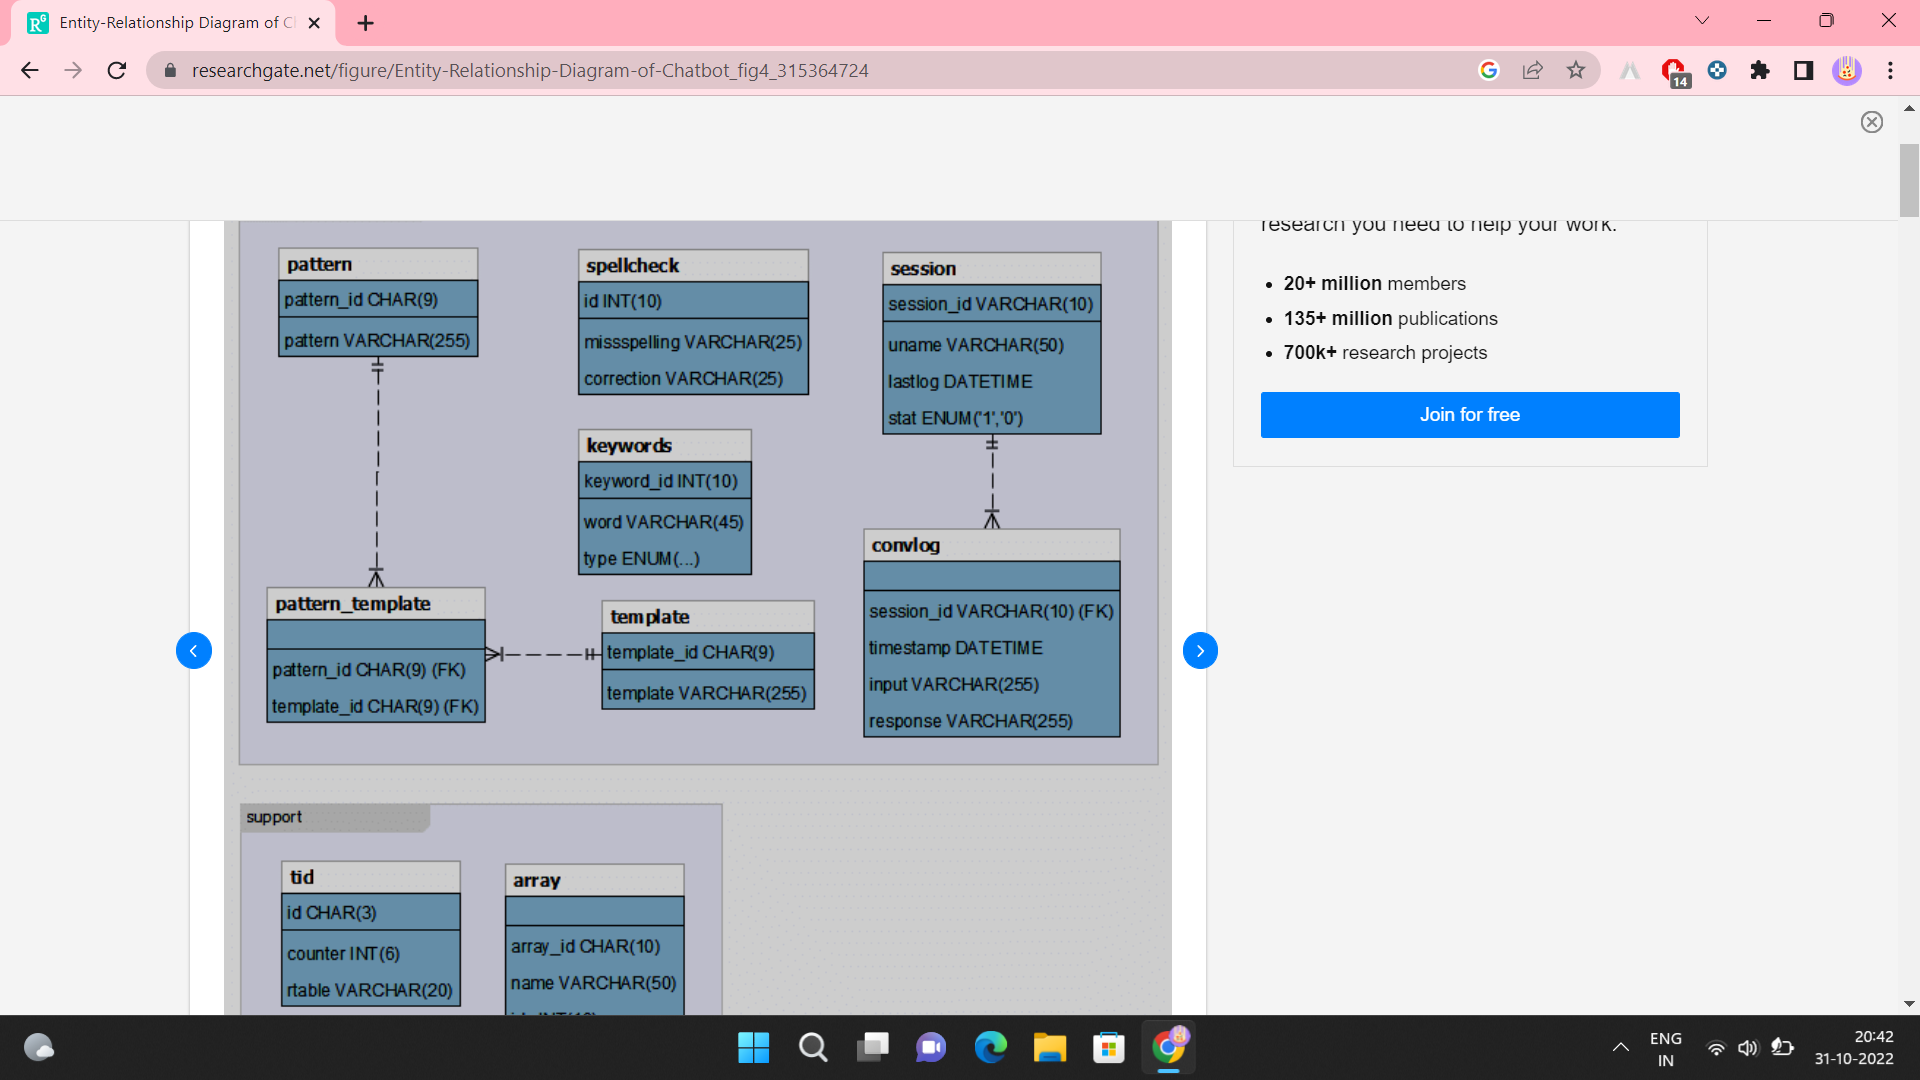 Entity-Relationship Diagram of C
researchgate.net/figure/Entity-Relationship-Diagram-of-Chatbot_fig4_315364724
14
research you need to help your work.
20+ million members
135+ million publications
700k+ research projects
Join for free
pattern
pattern_id CHAR(9)
pattern VARCHAR(255)
spellcheck
id INT(10)
missspelling VARCHAR(25)
correction VARCHAR(25)
session
session_id VARCHAR(10)
uname VARCHAR(50)
lastlog DATETIME
stat ENUM('1','0')
keywords
keyword_id INT(10)
word VARCHAR(45)
type ENUM(...)
convlog
session_id VARCHAR(10) (FK)
timestamp DATETIME
input VARCHAR(255)
response VARCHAR(255)
pattern_template
pattern_id CHAR(9) (FK)
template_id CHAR(9) (FK)
template
template_id CHAR(9)
template VARCHAR(255)
support
tid
id CHAR(3)
counter INT(6)
rtable VARCHAR(20)
array
array_id CHAR(10)
name VARCHAR(50)
ENG
IN
20:42
31-10-2022